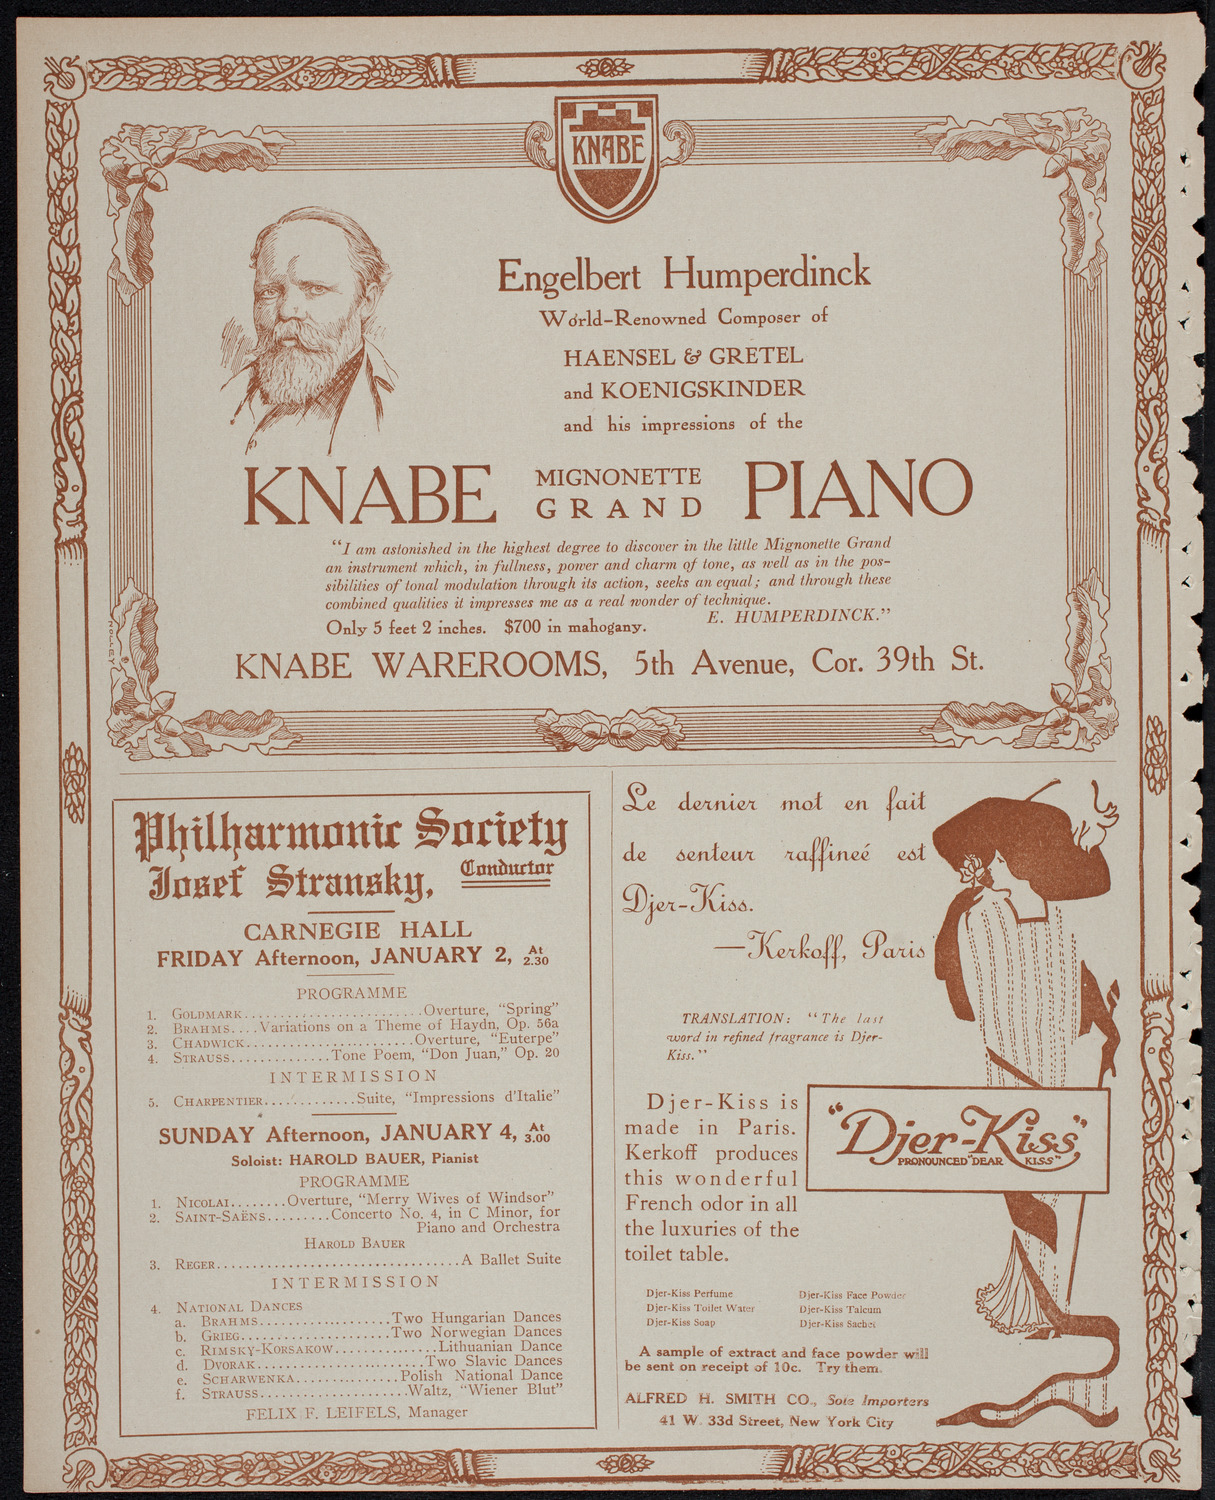 KNABE
Engelbert Humperdinck
World-Renowned Composer of
HAENSEL & GRETEL
and KOENIGSKINDER
and his impressions of the
KNABE MIGNONETTE GRAND PIANO
"I am astonished in the highest degree to discover in the little Mignonette Grand
an instrument which, in fullness, power and charm of tone, as well as in the pos-
sibilities of tonal modulation through its action, seeks an equal; and through these
combined qualities it impresses me as a real wonder of technique.
E. HUMPERDINCK."
Only 5 feet 2 inches. $700 in mahogany.
KNABE WAREROOMS, 5th Avenue, Cor. 39th St.
Philharmonic Society
Josef Stransky, Conductor
CARNEGIE HALL
FRIDAY Afternoon, JANUARY 2, At 2.30
PROGRAMME
1. GOLDMARK..........................Overture, "Spring"
2. BRAHMS....Variations on a Theme of Haydn, Op. 56a
3. CHADWICK........................Overture, "Euterpe"
4. STRAUSS..............Tone Poem, "Don Juan," Op. 20
INTERMISSION
5. CHARPENTIER.............Suite, "Impressions d'Italie"
SUNDAY Afternoon, JANUARY 4, At 3.00
Soloist: HAROLD BAUER, Pianist
PROGRAMME
1. NICOLAI........Overture, "Merry Wives of Windsor"
2. SAINT-SAËNS.........Concerto No. 4, in C Minor, for
Piano and Orchestra
HAROLD BAUER
3. REGER..................................A Ballet Suite
INTERMISSION
4. NATIONAL DANCES
a. BRAHMS...................Two Hungarian Dances
b. GRIEG.....................Two Norwegian Dances
c. RIMSKY-KORSAKOW...............Lithuanian Dance
d. DVORAK........................Two Slavic Dances
e. SCHARWENKA...............Polish National Dance
f. STRAUSS.....................Waltz, "Wiener Blut"
FELIX F. LEIFELS, Manager
Le dernier mot en fait
de senteur raffineé est
Djer-Kiss.
—Kerkoff, Paris
TRANSLATION: "The last
word in refined fragrance is Djer-
Kiss."
Djer-Kiss is
made in Paris.
Kerkoff produces
this wonderful
French odor in all
the luxuries of the
toilet table.
"Djer-Kiss"
PRONOUNCED "DEAR KISS"
Djer-Kiss Perfume Djer-Kiss Face Powder
Djer-Kiss Toilet Water Djer-Kiss Talcum
Djer-Kiss Soap Djer-Kiss Sachet
A sample of extract and face powder will
be sent on receipt of 10c. Try them.
ALFRED H. SMITH CO., Sole Importers
41 W. 33d Street, New York City